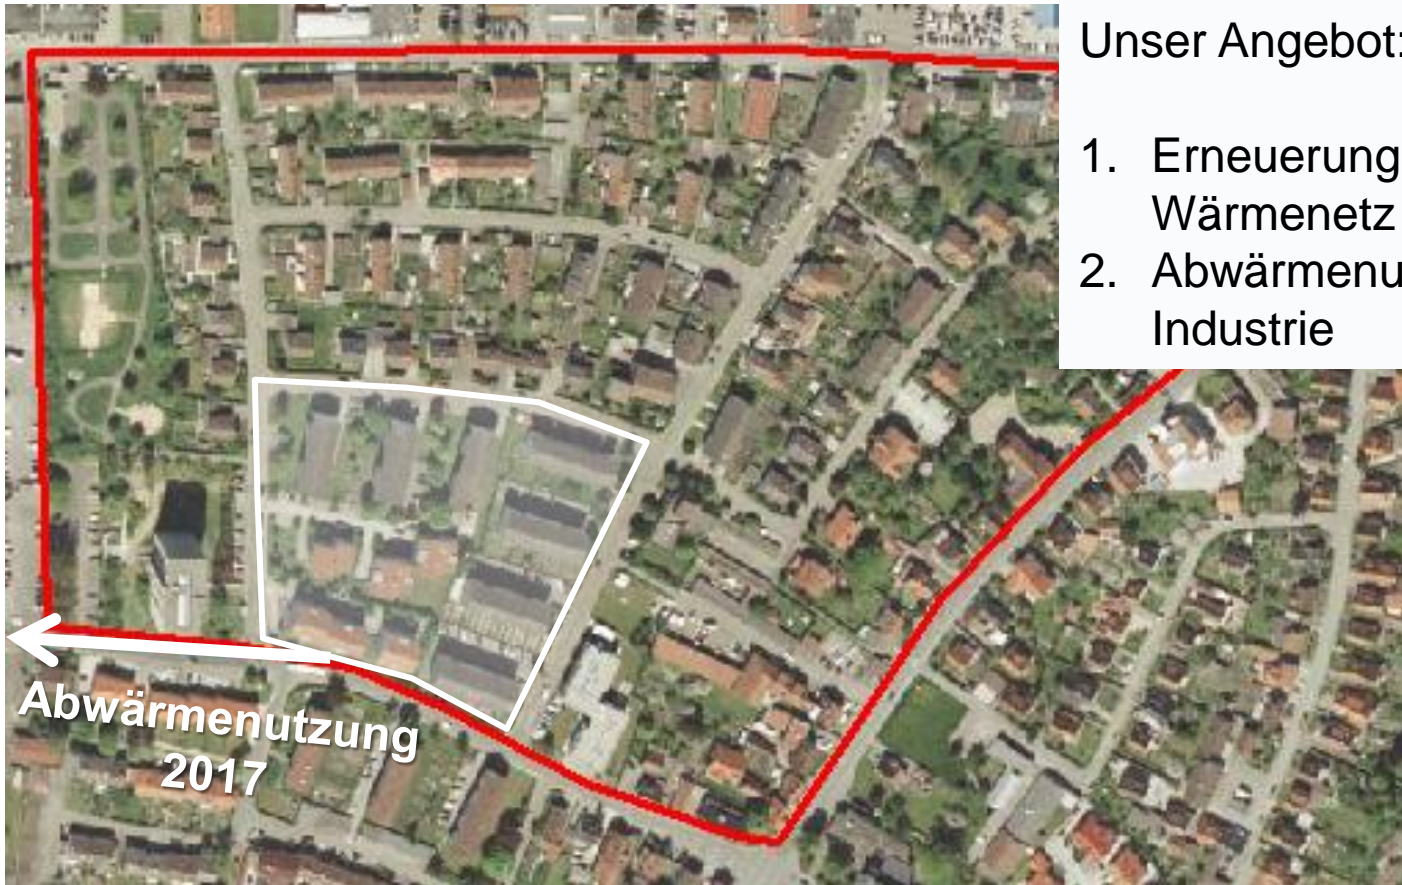 Unser Angebot:
1. Erneuerung
Wärmenetz
2. Abwärmenu
Industrie
Abwärmenutzung
2017